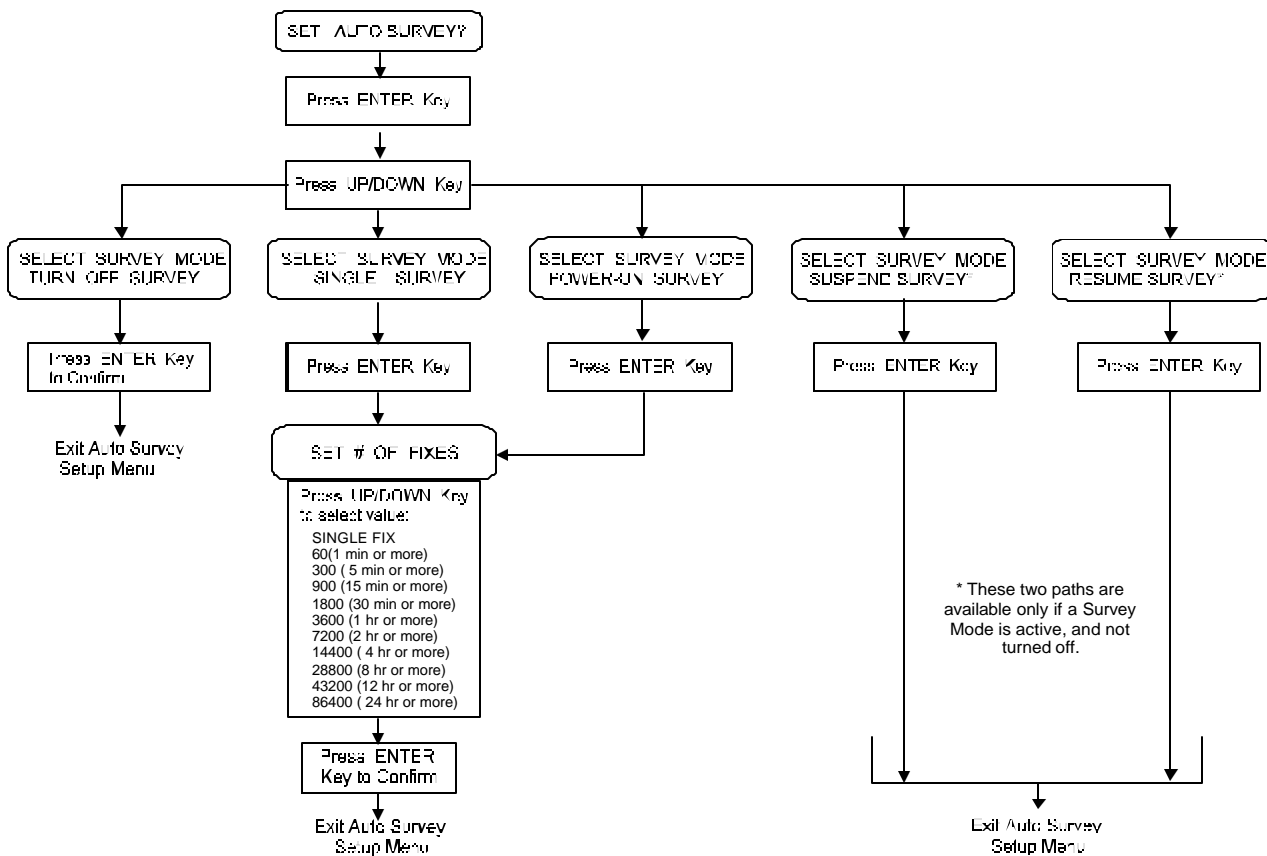 SET AUTO SURVEY?
Press ENTER Key
Press UP/DOWN Key
SELECT SURVEY MODE
TURN OFF SURVEY
SELECT SURVEY MODE
SINGLE SURVEY
SELECT SURVEY MODE
POWER-ON SURVEY
SELECT SURVEY MODE
SUSPEND SURVEY*
SELECT SURVEY MODE
RESUME SURVEY*
Press ENTER Key
to Confirm
Press ENTER Key
Press ENTER Key
Press ENTER Key
Press ENTER Key
Exit Auto Survey
Setup Menu
SET # OF FIXES
Press UP/DOWN Key
to select value:
SINGLE FIX
60(1 min or more)
300 ( 5 min or more)
900 (15 min or more)
1800 (30 min or more)
3600 (1 hr or more)
7200 (2 hr or more)
14400 ( 4 hr or more)
28800 (8 hr or more)
43200 (12 hr or more)
86400 ( 24 hr or more)
* These two paths are
available only if a Survey
Mode is active, and not
turned off.
Press ENTER
Key to Confirm
Exit Auto Survey
Setup Menu
Exit Auto Survey
Setup Menu